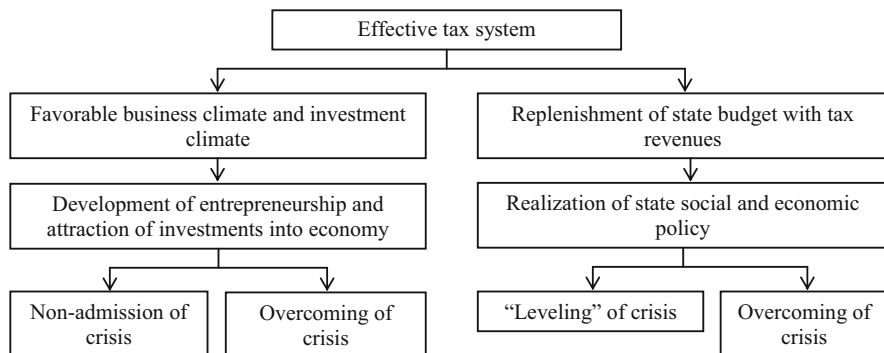 Effective tax system
Favorable business climate and investment
climate
Replenishment of state budget with tax
revenues
Development of entrepreneurship and
attraction of investments into economy
Realization of state social and economic
policy
Non-admission of
crisis
Overcoming of
crisis
“Leveling” of crisis
Overcoming of
crisis